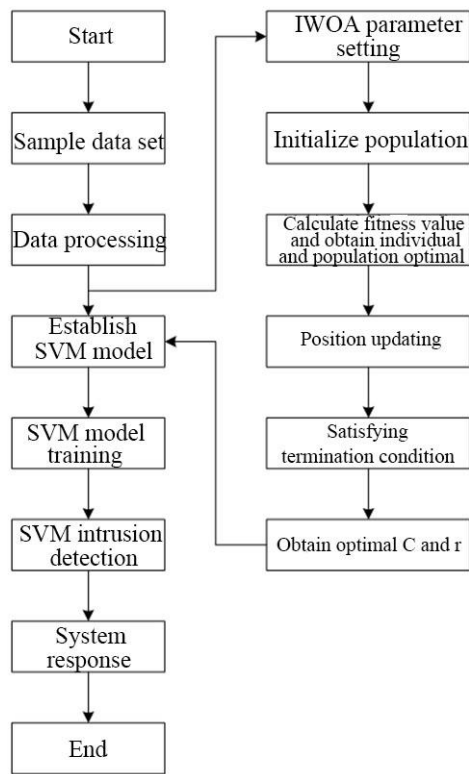 Start
Sample data set
Data processing
Establish
SVM model
SVM model
training
SVM intrusion
detection
System
response
End
IWOA parameter
setting
Initialize population
Calculate fitness value
and obtain individual
and population optimal
Position updating
Satisfying
termination condition
Obtain optimal C and r